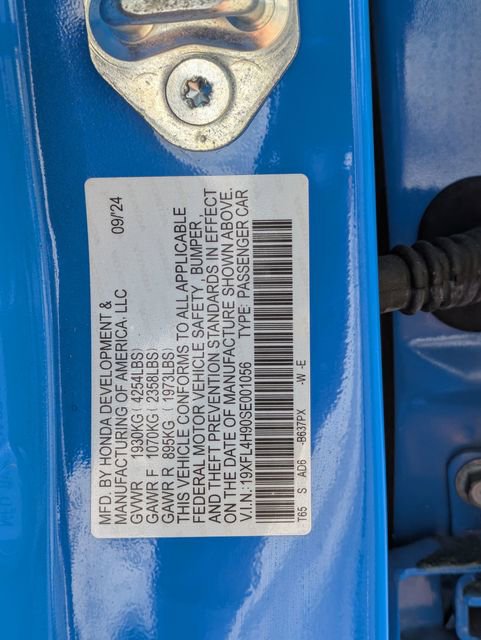 MFD. BY HONDA DEVELOPMENT & 09/'24
MANUFACTURING OF AMERICA, LLC
GVWR 1930KG ( 4254LBS)
GAWR F 1070KG ( 2358LBS)
GAWR R 895KG ( 1973LBS)
THIS VEHICLE CONFORMS TO ALL APPLICABLE
FEDERAL MOTOR VEHICLE SAFETY, BUMPER,
AND THEFT PREVENTION STANDARDS IN EFFECT
ON THE DATE OF MANUFACTURE SHOWN ABOVE.
V.I.N.:19XFL4H90SE001056 TYPE: PASSENGER CAR
T65 S AD6 -B637PX -W -E